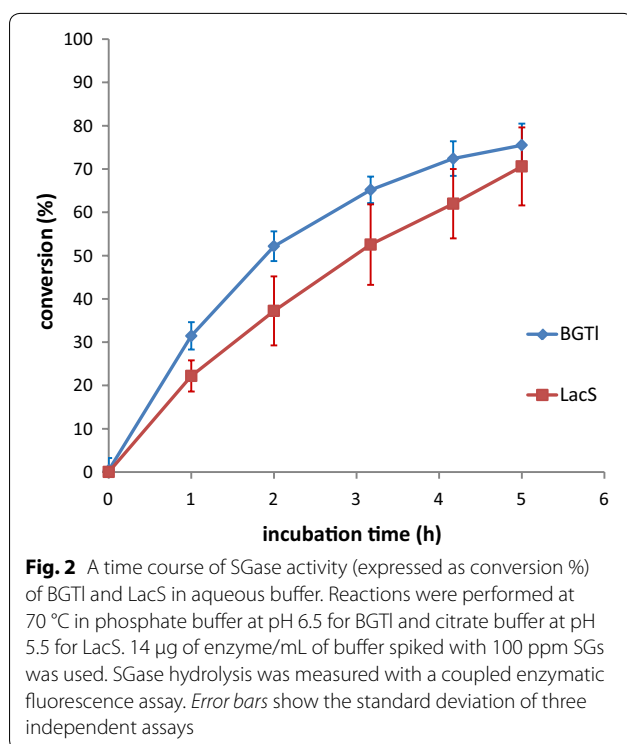 100
90
80
70
60
50
40
30
20
10
0
conversion (%)
BGTl
LacS
0 1 2 3 4 5 6
incubation time (h)
Fig. 2 A time course of SGase activity (expressed as conversion %)
of BGTl and LacS in aqueous buffer. Reactions were performed at
70 °C in phosphate buffer at pH 6.5 for BGTl and citrate buffer at pH
5.5 for LacS. 14 µg of enzyme/mL of buffer spiked with 100 ppm SGs
was used. SGase hydrolysis was measured with a coupled enzymatic
fluorescence assay. Error bars show the standard deviation of three
independent assays